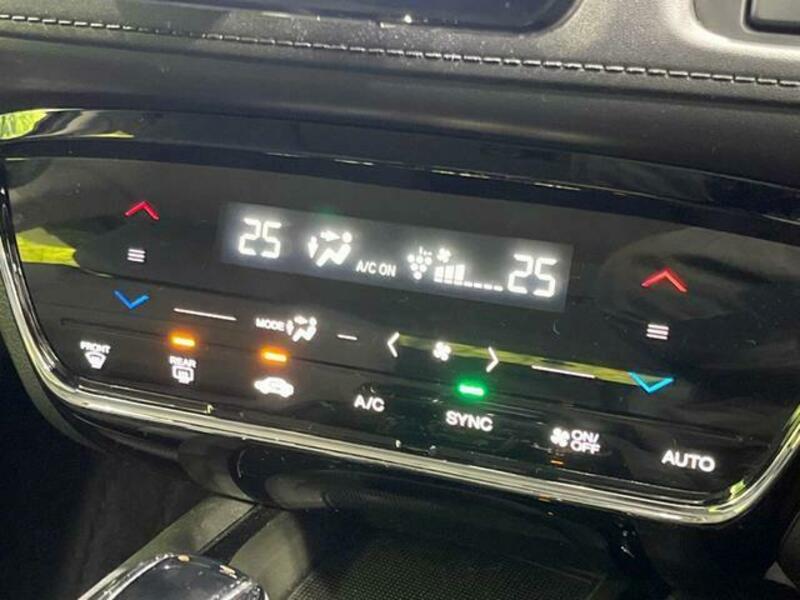 25 A/C ON 25
MODE
FRONT
REAR
A/C
SYNC
ON/
OFF
AUTO